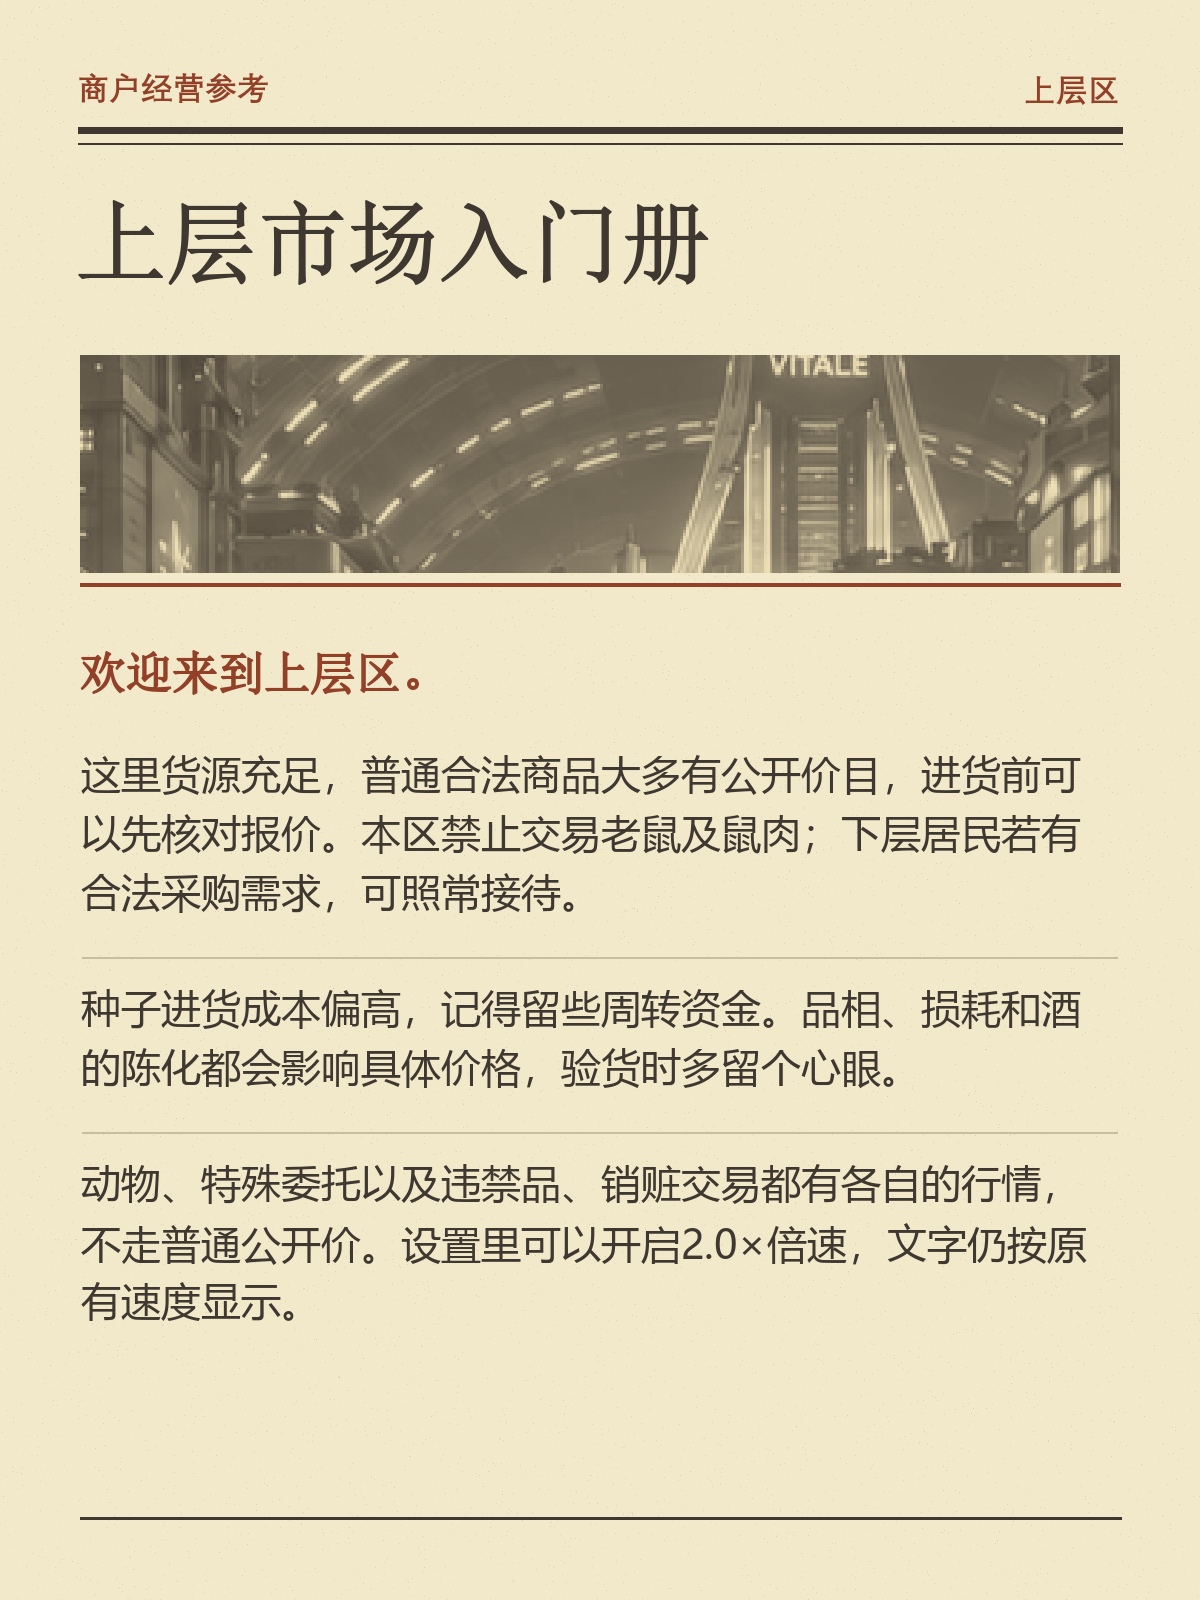 商户经营参考
上层区
上层市场入门册
VITALE
欢迎来到上层区。
这里货源充足，普通合法商品大多有公开价目，进货前可
以先核对报价。本区禁止交易老鼠及鼠肉；下层居民若有
合法采购需求，可照常接待。
种子进货成本偏高，记得留些周转资金。品相、损耗和酒
的陈化都会影响具体价格，验货时多留个心眼。
动物、特殊委托以及违禁品、销赃交易都有各自的行情，
不走普通公开价。设置里可以开启2.0×倍速，文字仍按原
有速度显示。